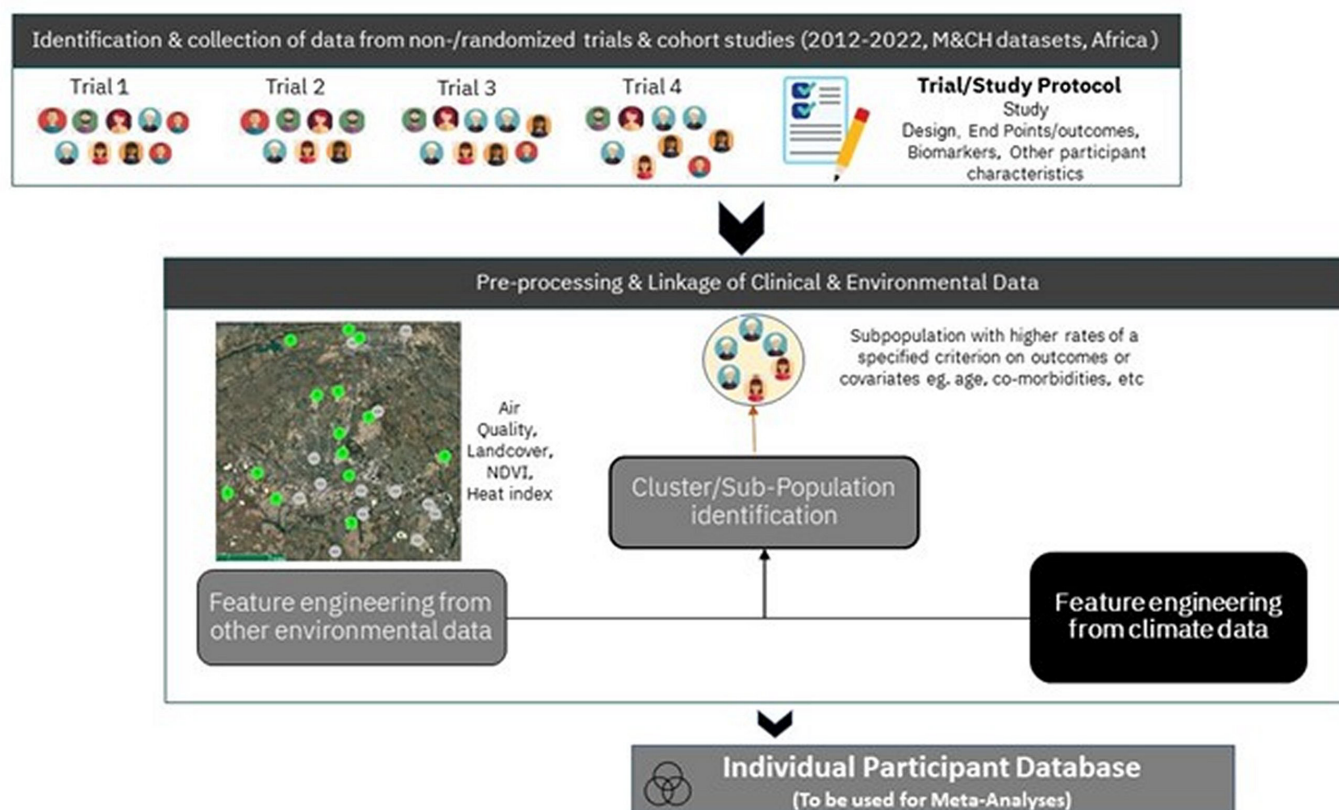 Identification & collection of data from non-/randomized trials & cohort studies (2012-2022, M&CH datasets, Africa)
Trial 1
Trial 2
Trial 3
Trial 4
Trial/Study Protocol
Study
Design, End Points/outcomes,
Biomarkers, Other participant
characteristics
Pre-processing & Linkage of Clinical & Environmental Data
Subpopulation with higher rates of a
specified criterion on outcomes or
covariates eg. age, co-morbidities, etc
Air
Quality,
Landcover,
NDVI,
Heat index
Cluster/Sub-Population
identification
Feature engineering from
other environmental data
Feature engineering
from climate data
Individual Participant Database
(To be used for Meta-Analyses)